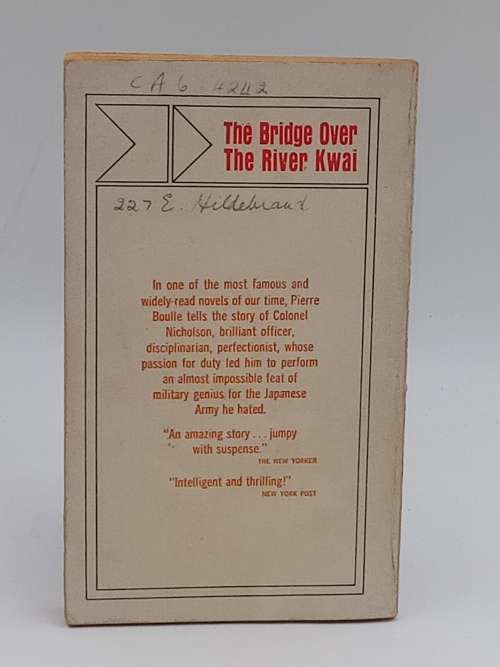 CA 6 4242
The Bridge Over
The River Kwai
227 E. Hildebrand
In one of the most famous and
widely-read novels of our time, Pierre
Boulle tells the story of Colonel
Nicholson, brilliant officer,
disciplinarian, perfectionist, whose
passion for duty led him to perform
an almost impossible feat of
military genius for the Japanese
Army he hated.
"An amazing story . . . jumpy
with suspense."
THE NEW YORKER
"Intelligent and thrilling!"
NEW YORK POST